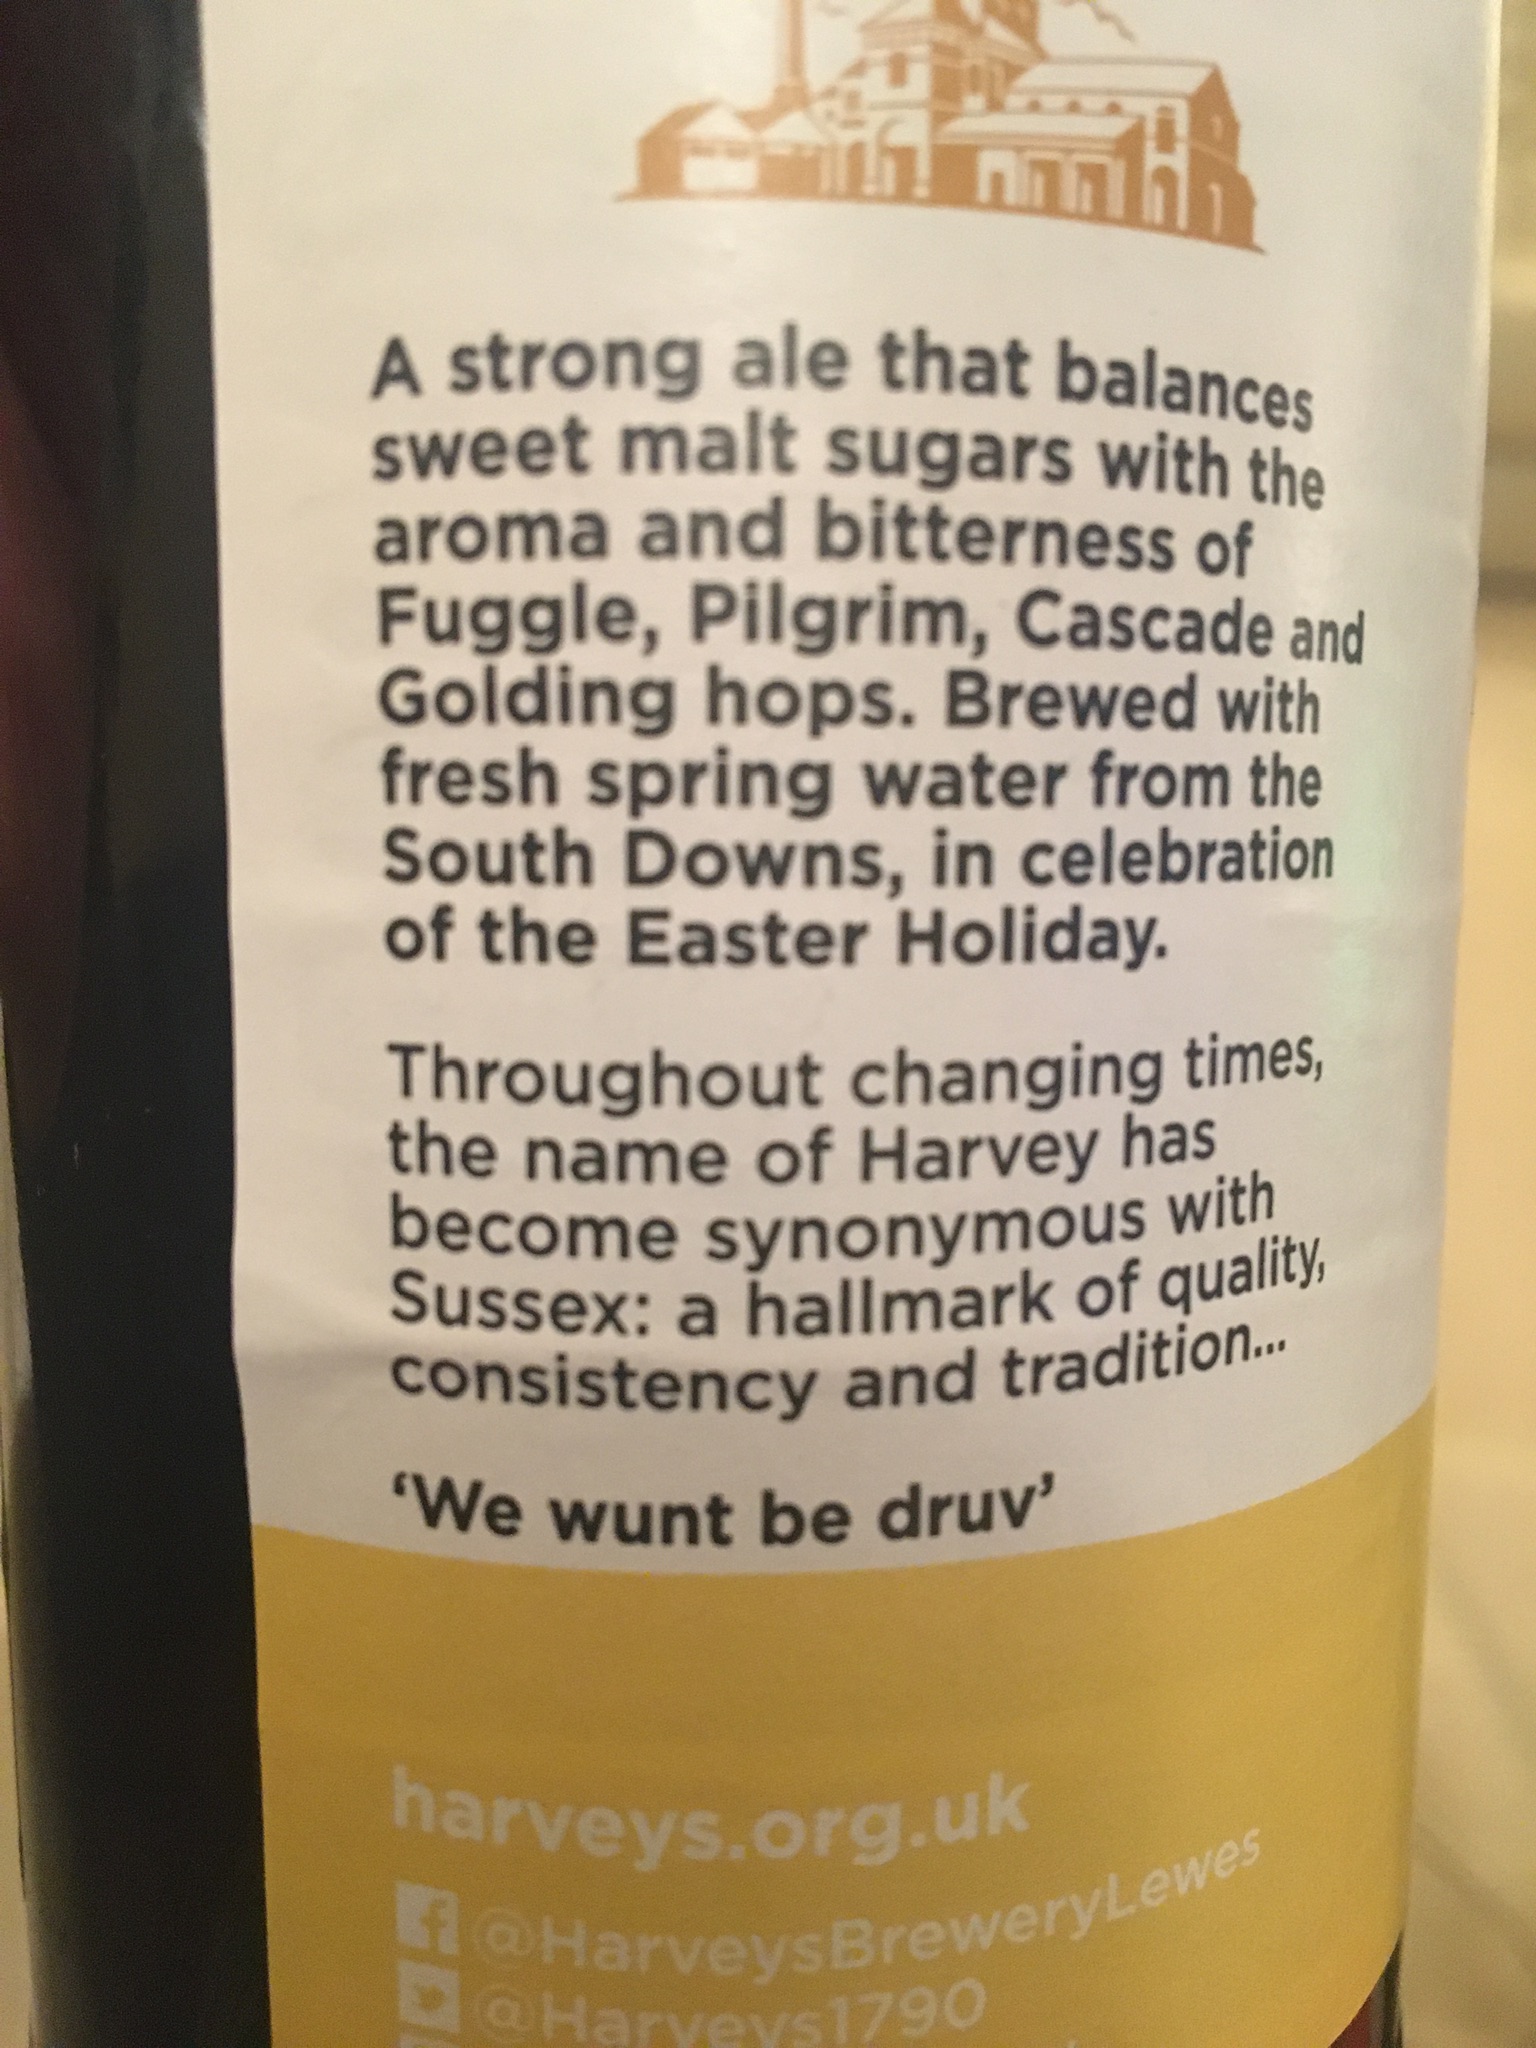 A strong ale that balances
sweet malt sugars with the
aroma and bitterness of
Fuggle, Pilgrim, Cascade and
Golding hops. Brewed with
fresh spring water from the
South Downs, in celebration
of the Easter Holiday.
Throughout changing times,
the name of Harvey has
become synonymous with
Sussex: a hallmark of quality,
consistency and tradition...
‘We wunt be druv’
harveys.org.uk
@HarveysBreweryLewes
@Harveys1790